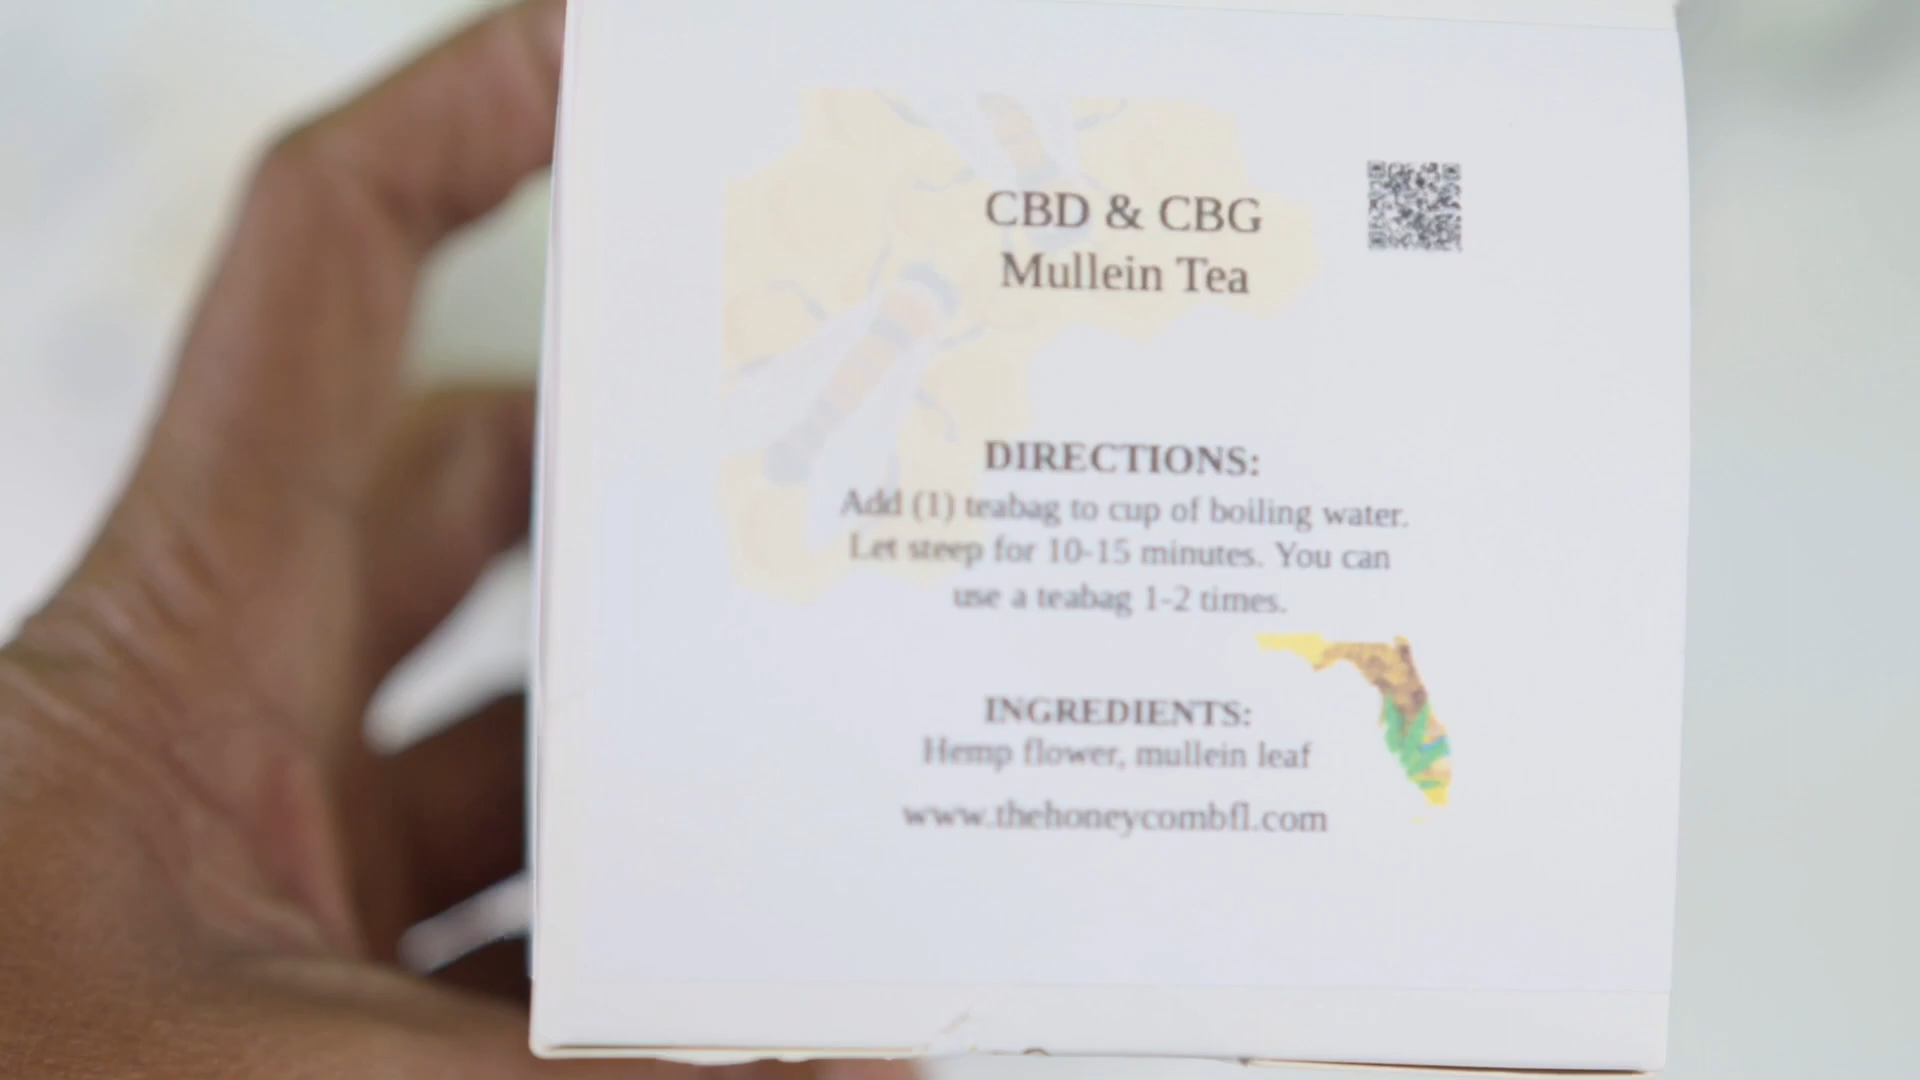 CBD & CBG
Mullein Tea
DIRECTIONS:
Add (1) teabag to cup of boiling water.
Let steep for 10-15 minutes. You can
use a teabag 1-2 times.
INGREDIENTS:
Hemp flower, mullein leaf
www.thehoneycombfl.com